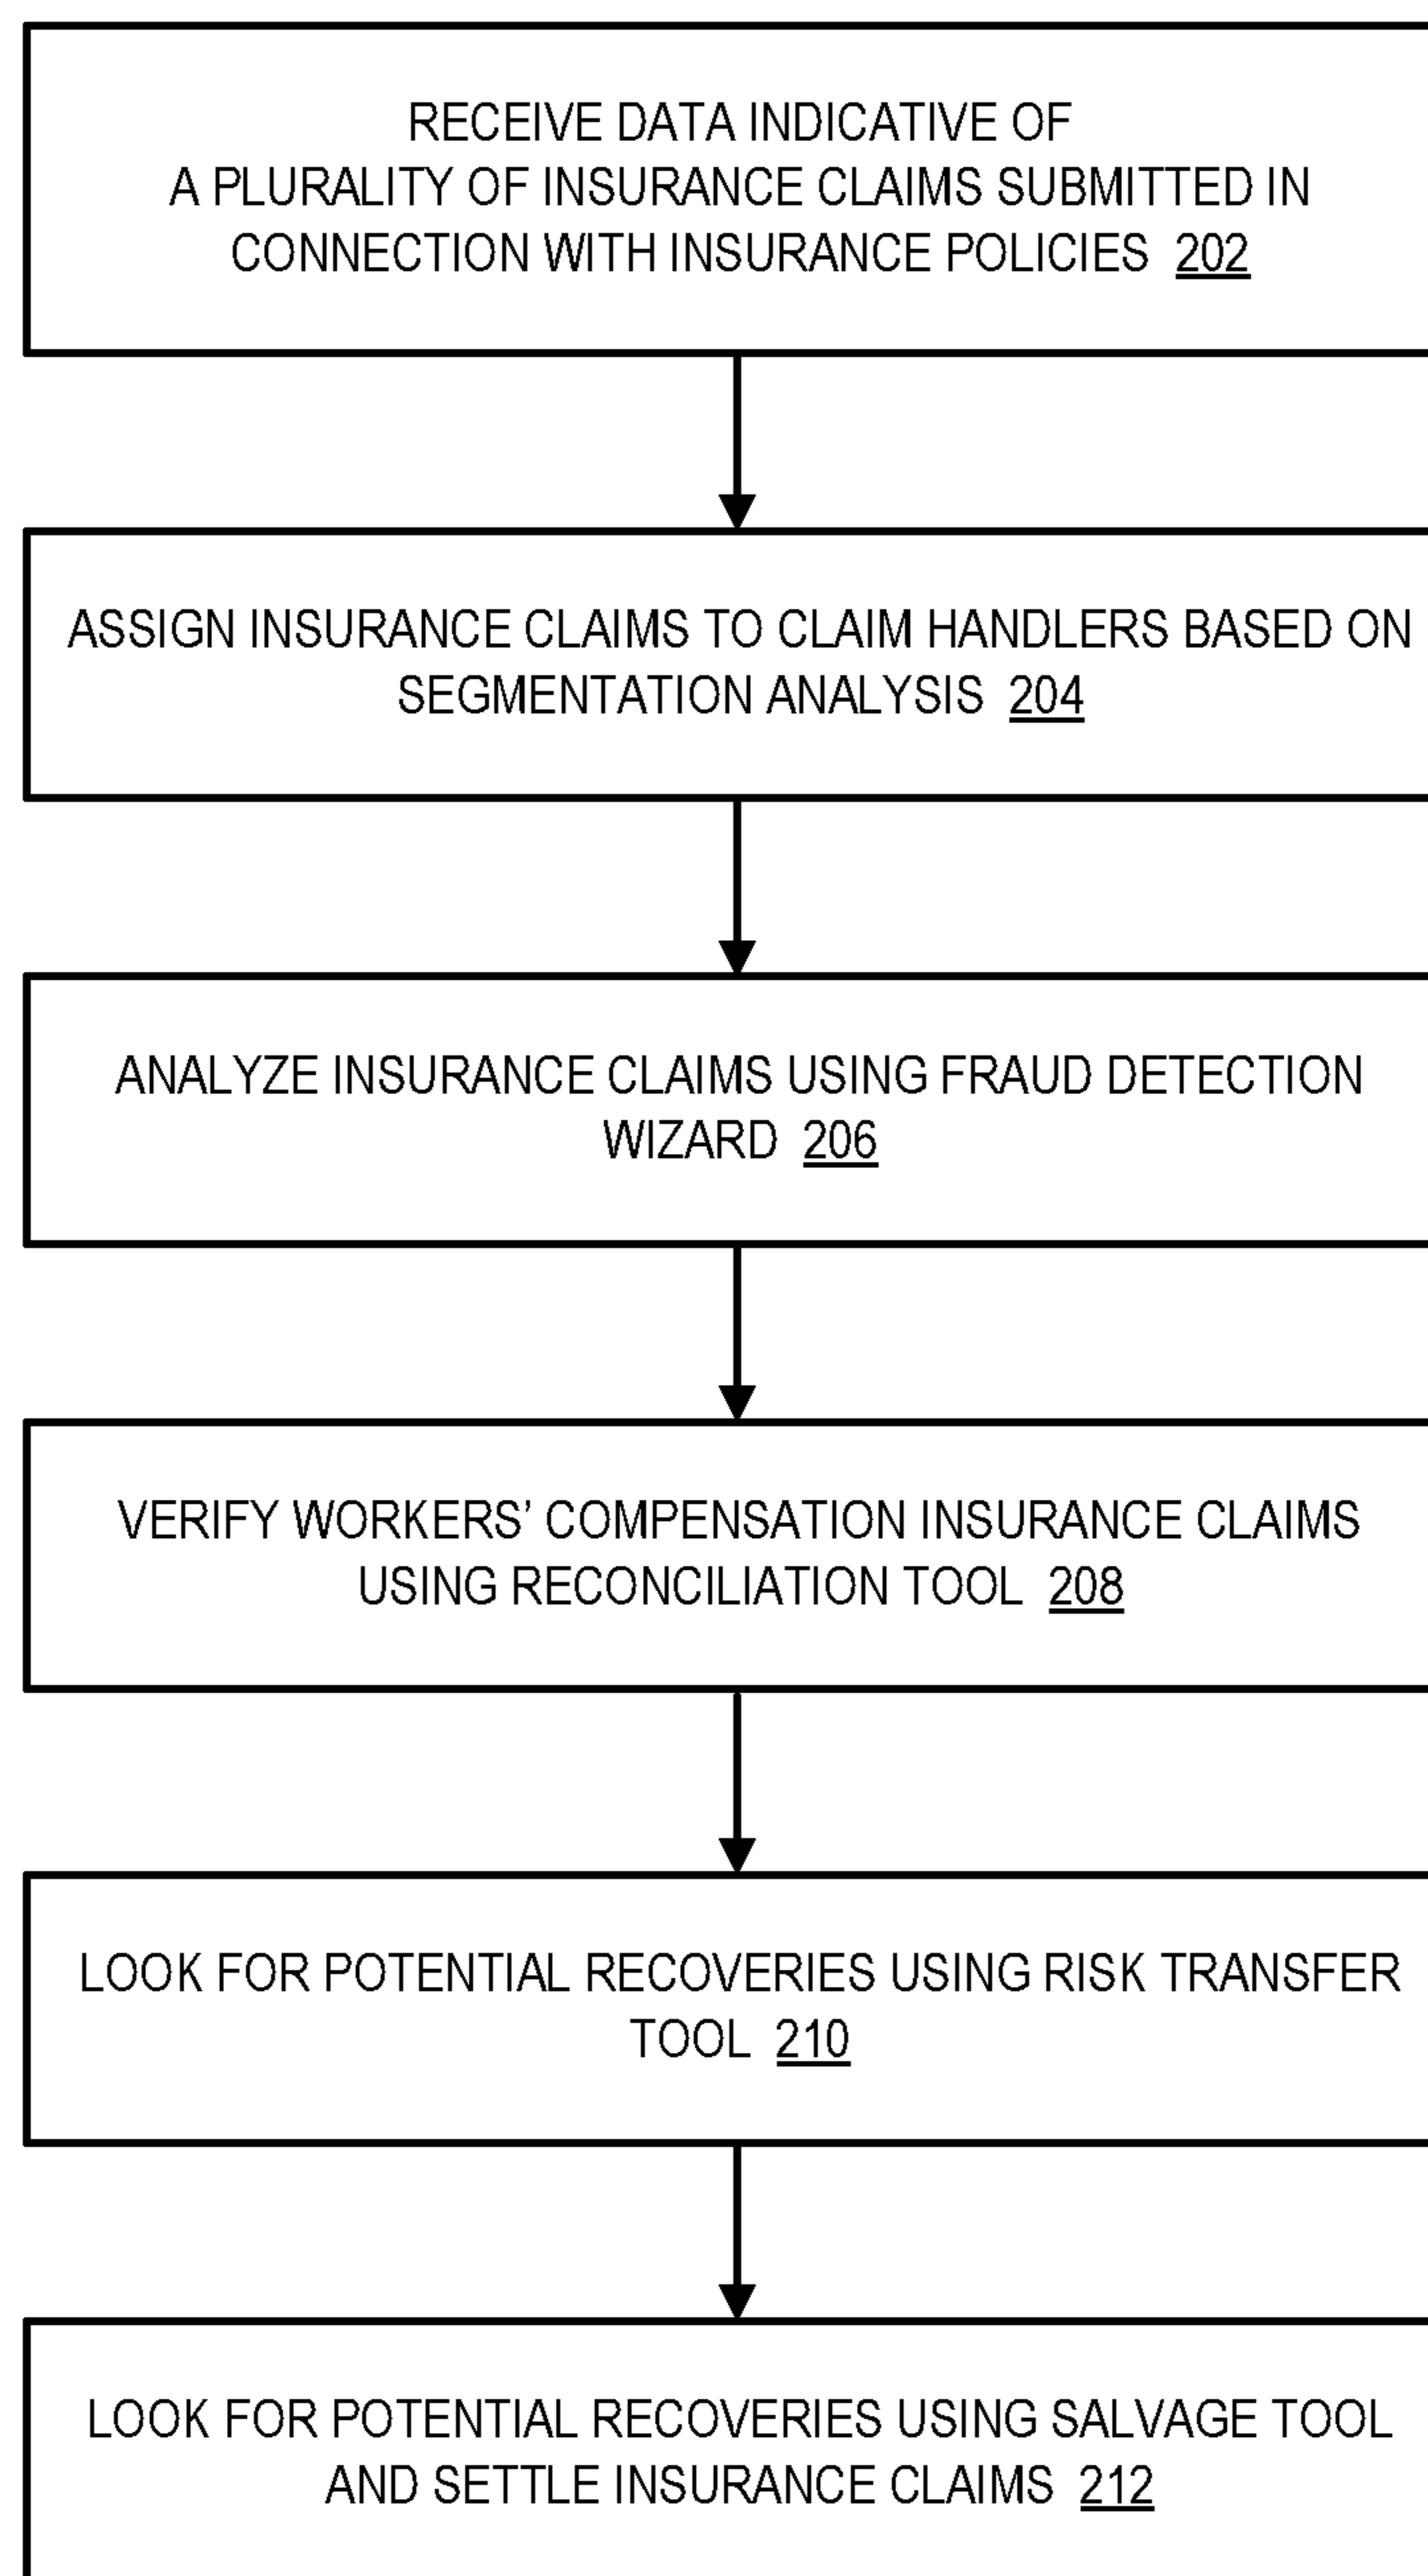 RECEIVE DATA INDICATIVE OF
A PLURALITY OF INSURANCE CLAIMS SUBMITTED IN
CONNECTION WITH INSURANCE POLICIES 202
ASSIGN INSURANCE CLAIMS TO CLAIM HANDLERS BASED ON
SEGMENTATION ANALYSIS 204
ANALYZE INSURANCE CLAIMS USING FRAUD DETECTION
WIZARD 206
VERIFY WORKERS’ COMPENSATION INSURANCE CLAIMS
USING RECONCILIATION TOOL 208
LOOK FOR POTENTIAL RECOVERIES USING RISK TRANSFER
TOOL 210
LOOK FOR POTENTIAL RECOVERIES USING SALVAGE TOOL
AND SETTLE INSURANCE CLAIMS 212